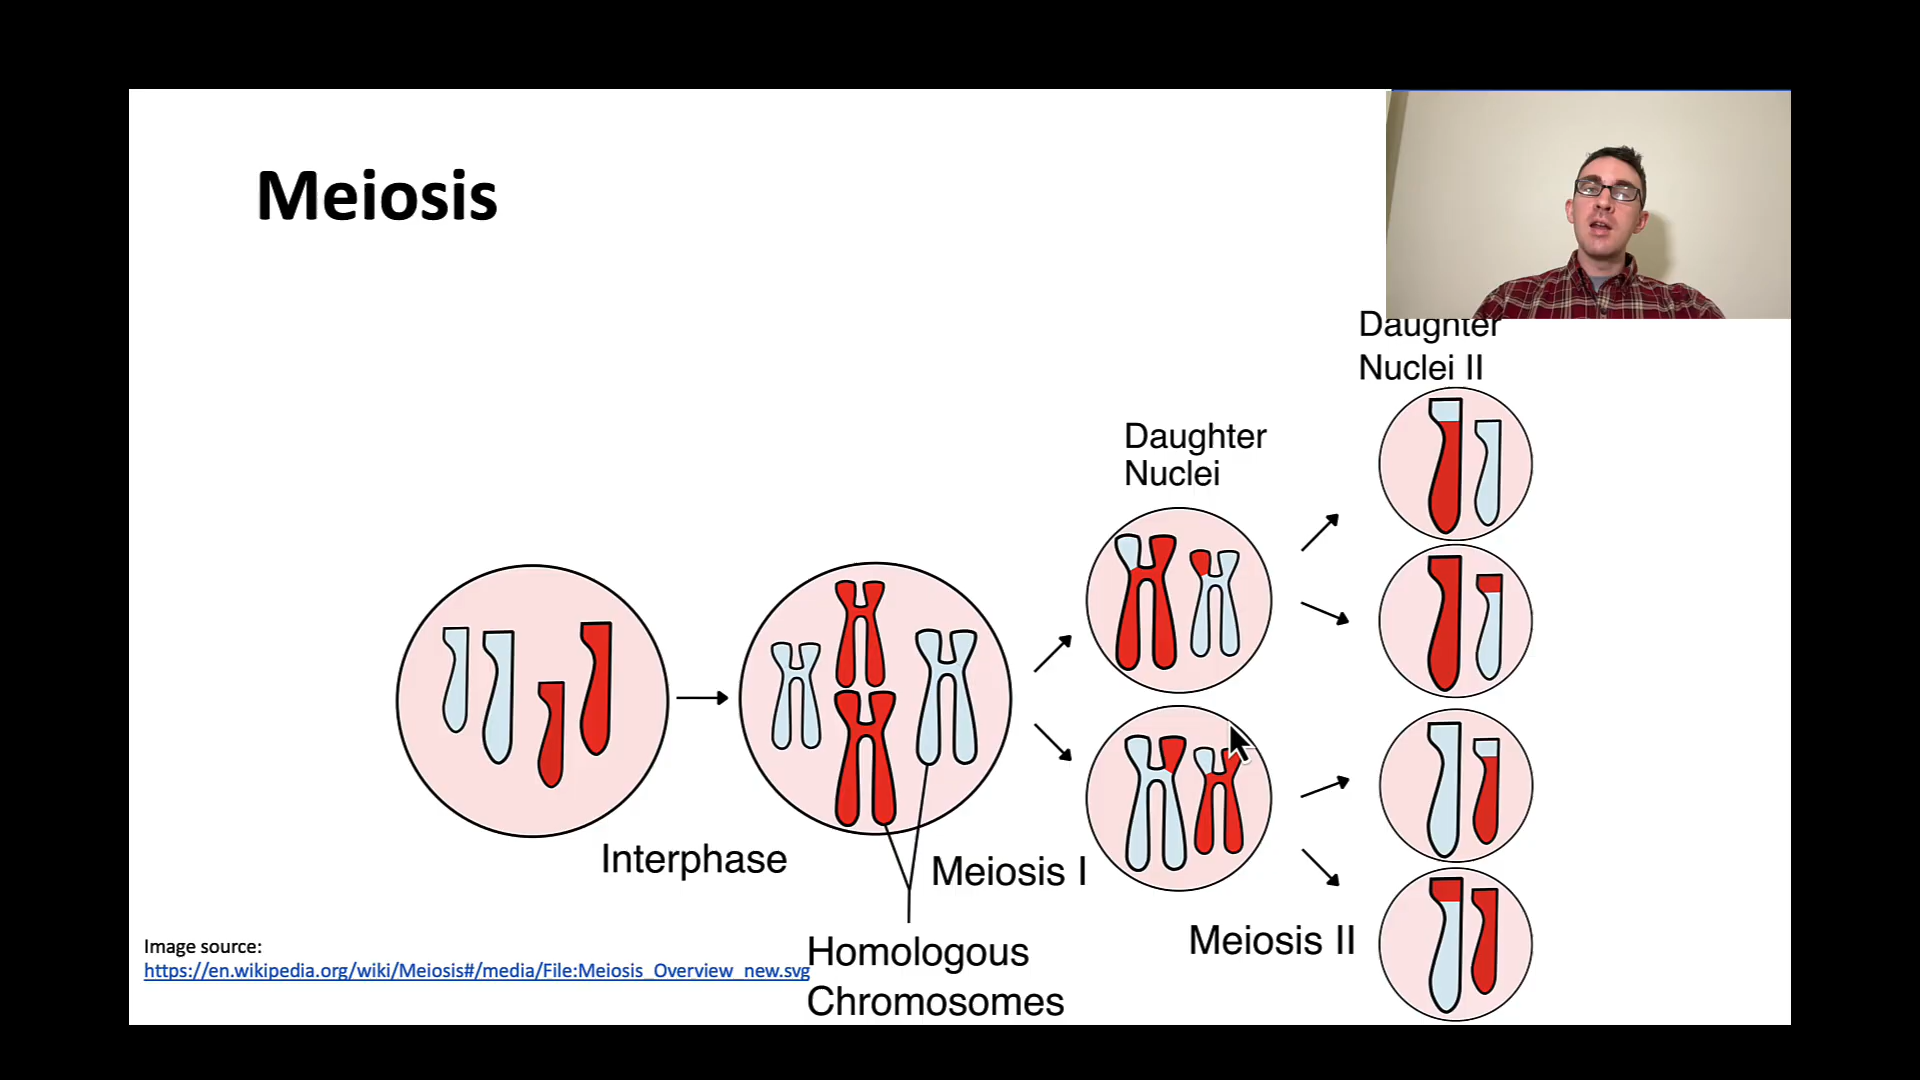 Meiosis
Daughter
Nuclei II
Daughter
Nuclei
Interphase
Meiosis I
Meiosis II
Homologous
Chromosomes
Image source:
https://en.wikipedia.org/wiki/Meiosis#/media/File:Meiosis_Overview_new.svg